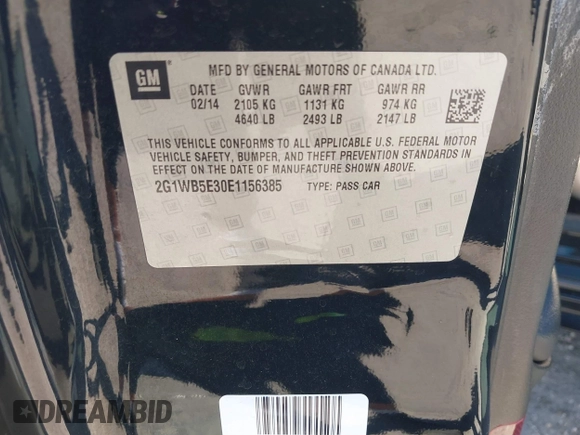 GM
MFD BY GENERAL MOTORS OF CANADA LTD.
DATE GVWR GAWR FRT GAWR RR
02/14 2105 KG 1131 KG 974 KG
4640 LB 2493 LB 2147 LB
THIS VEHICLE CONFORMS TO ALL APPLICABLE U.S. FEDERAL MOTOR
VEHICLE SAFETY, BUMPER, AND THEFT PREVENTION STANDARDS IN
EFFECT ON THE DATE OF MANUFACTURE SHOWN ABOVE.
2G1WB5E30E1156385 TYPE: PASS CAR
DREAMBID